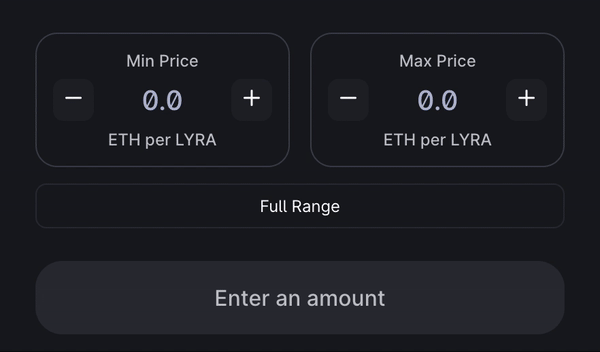 Min Price
Max Price
− 0.0 +
− 0.0 +
ETH per LYRA
ETH per LYRA
Full Range
Enter an amount